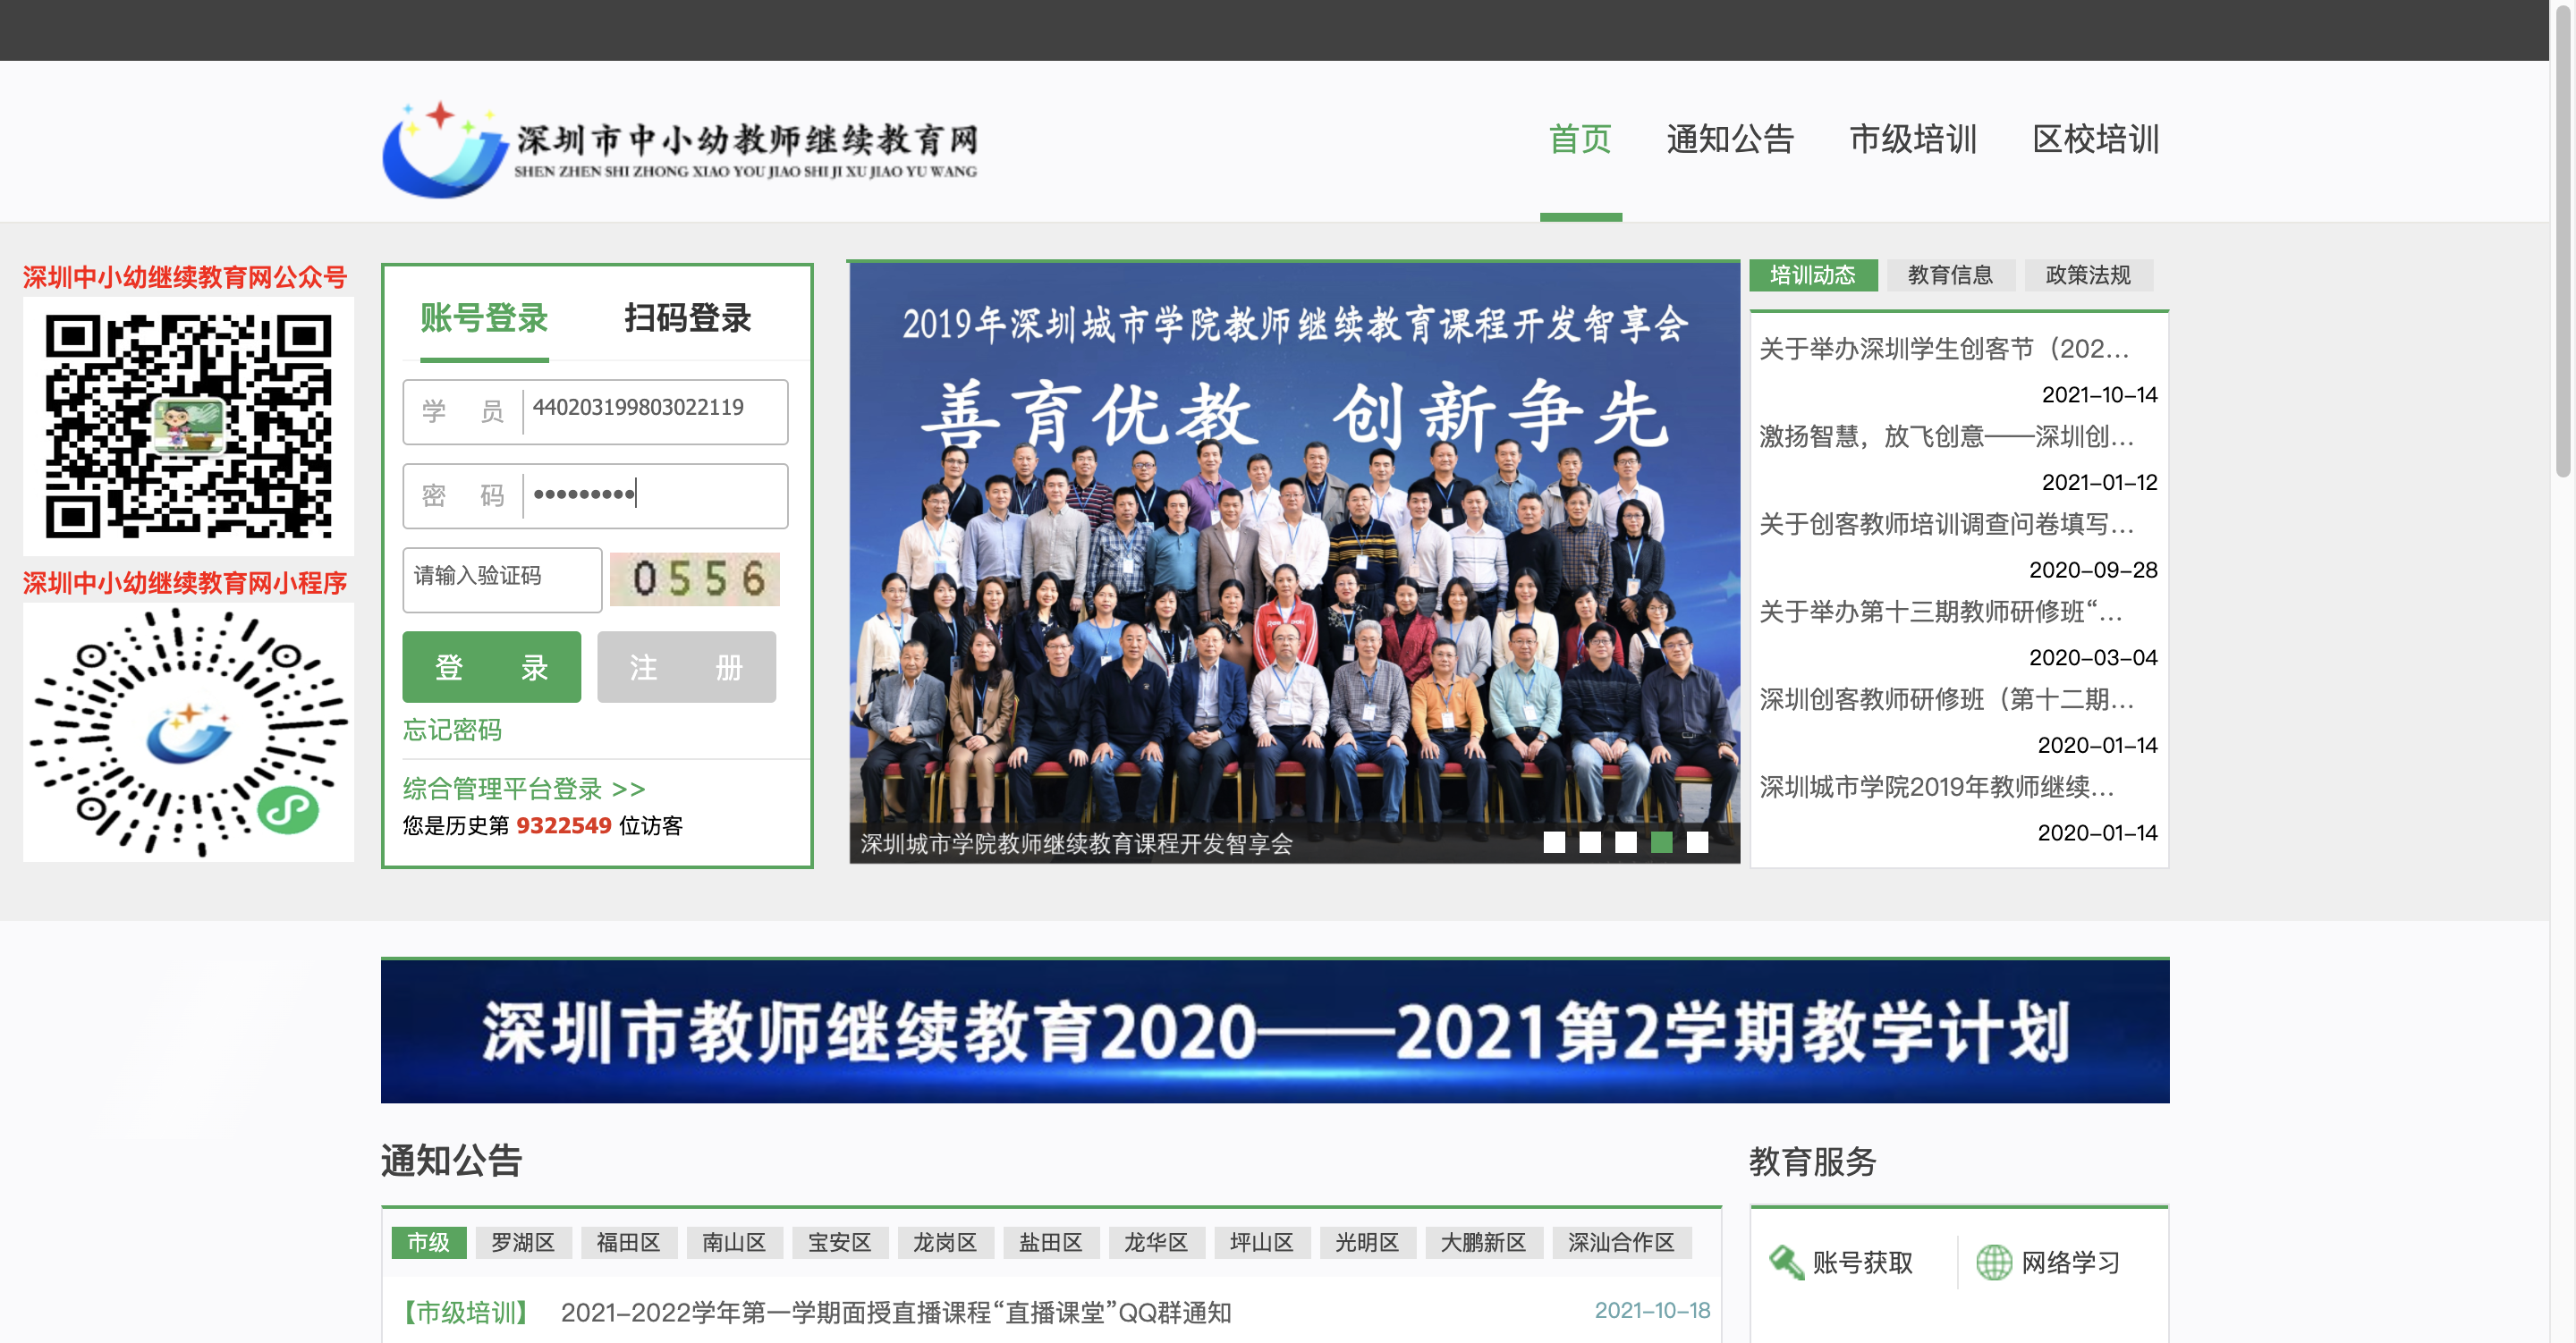 深圳市中小幼教师继续教育网
SHEN ZHEN SHI ZHONG XIAO YOU JIAO SHI JI XU JIAO YU WANG
首页 通知公告 市级培训 区校培训
深圳中小幼继续教育网公众号
深圳中小幼继续教育网小程序
账号登录 扫码登录
学 员 440203199803022119
密 码 •••••••••
请输入验证码 0556
登 录 注 册
忘记密码
综合管理平台登录 >>
您是历史第 9322549 位访客
2019年深圳城市学院教师继续教育课程开发智享会
善育优教 创新争先
深圳城市学院教师继续教育课程开发智享会
培训动态 教育信息 政策法规
关于举办深圳学生创客节（202...
2021-10-14
激扬智慧，放飞创意——深圳创...
2021-01-12
关于创客教师培训调查问卷填写...
2020-09-28
关于举办第十三期教师研修班“...
2020-03-04
深圳创客教师研修班（第十二期...
2020-01-14
深圳城市学院2019年教师继续...
2020-01-14
深圳市教师继续教育2020——2021第2学期教学计划
通知公告
市级 罗湖区 福田区 南山区 宝安区 龙岗区 盐田区 龙华区 坪山区 光明区 大鹏新区 深汕合作区
【市级培训】 2021-2022学年第一学期面授直播课程“直播课堂”QQ群通知 2021-10-18
教育服务
账号获取 网络学习